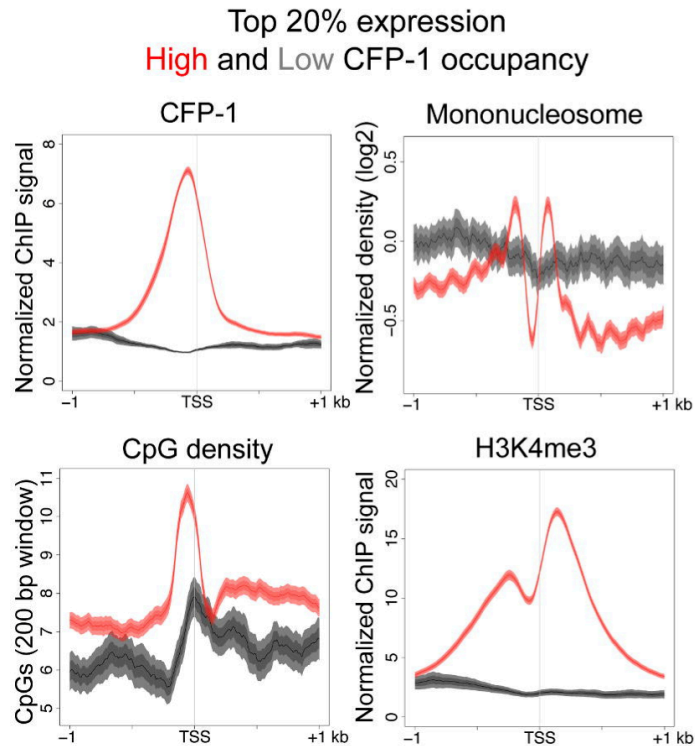 Top 20% expression
High and Low CFP-1 occupancy
CFP-1
Normalized ChIP signal
8
6
4
2
0
−1
TSS
+1 kb
Mononucleosome
Normalized density (log2)
0.5
0.0
−0.5
−1
TSS
+1 kb
CpG density
CpGs (200 bp window)
11
10
9
8
7
6
5
−1
TSS
+1 kb
H3K4me3
Normalized ChIP signal
20
15
10
5
0
−1
TSS
+1 kb